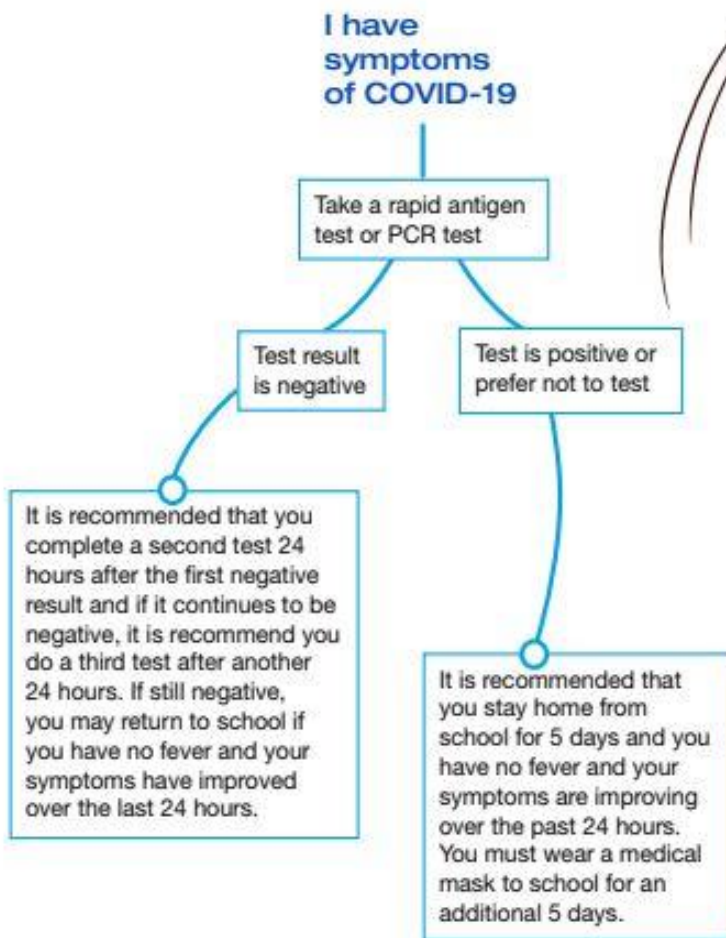 I have
symptoms
of COVID-19
Take a rapid antigen
test or PCR test
Test result
is negative
Test is positive or
prefer not to test
It is recommended that you
complete a second test 24
hours after the first negative
result and if it continues to be
negative, it is recommend you
do a third test after another
24 hours. If still negative,
you may return to school if
you have no fever and your
symptoms have improved
over the last 24 hours.
It is recommended that
you stay home from
school for 5 days and you
have no fever and your
symptoms are improving
over the past 24 hours.
You must wear a medical
mask to school for an
additional 5 days.